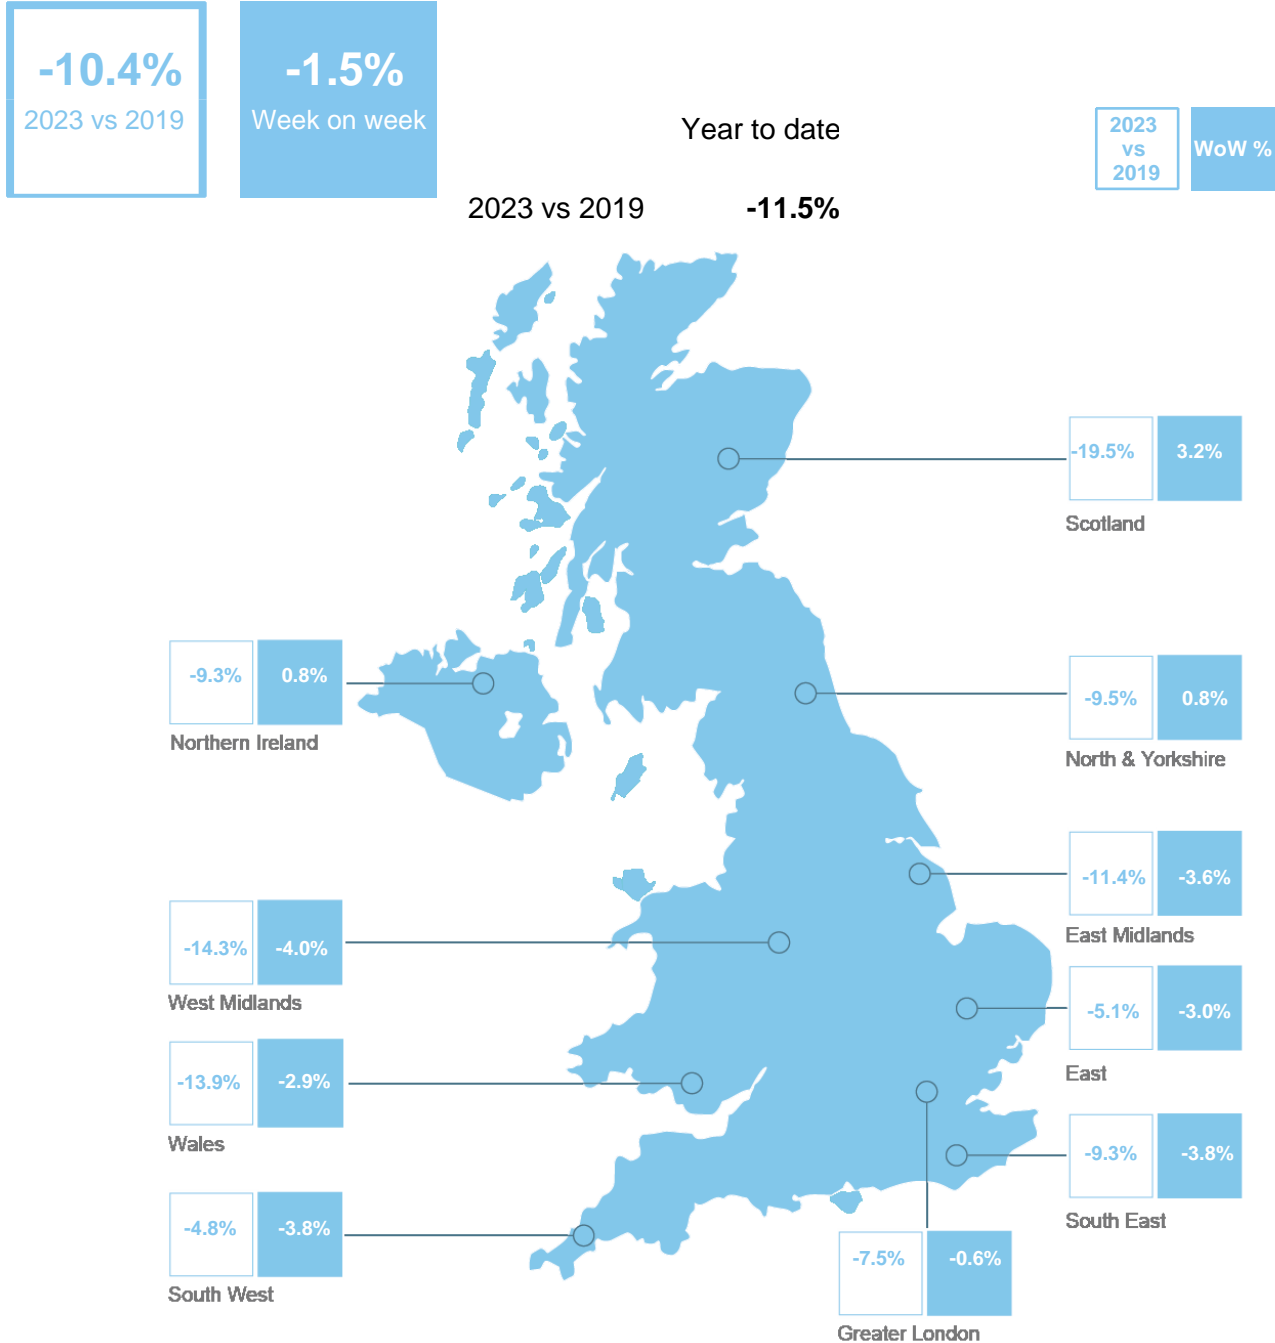 -10.4%
2023 vs 2019
-1.5%
Week on week
Year to date
2023 vs 2019 -11.5%
2023
vs
2019
WoW %
-19.5% 3.2%
Scotland
-9.3% 0.8%
Northern Ireland
-9.5% 0.8%
North & Yorkshire
-11.4% -3.6%
East Midlands
-14.3% -4.0%
West Midlands
-5.1% -3.0%
East
-13.9% -2.9%
Wales
-9.3% -3.8%
South East
-4.8% -3.8%
South West
-7.5% -0.6%
Greater London